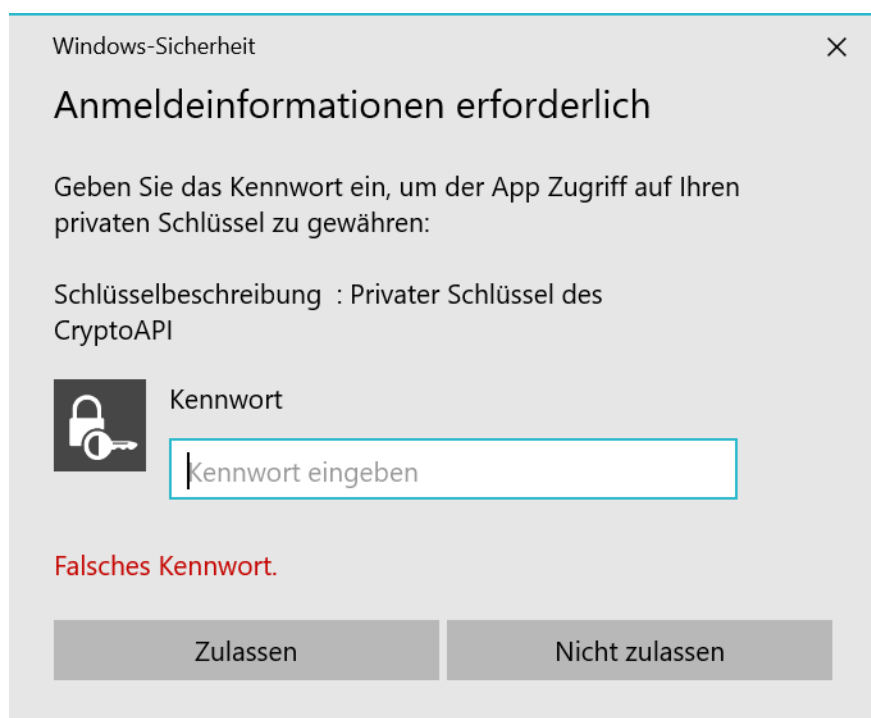 Windows-Sicherheit
Anmeldeinformationen erforderlich
Geben Sie das Kennwort ein, um der App Zugriff auf Ihren
privaten Schlüssel zu gewähren:
Schlüsselbeschreibung : Privater Schlüssel des
CryptoAPI
Kennwort
Kennwort eingeben
Falsches Kennwort.
Zulassen
Nicht zulassen